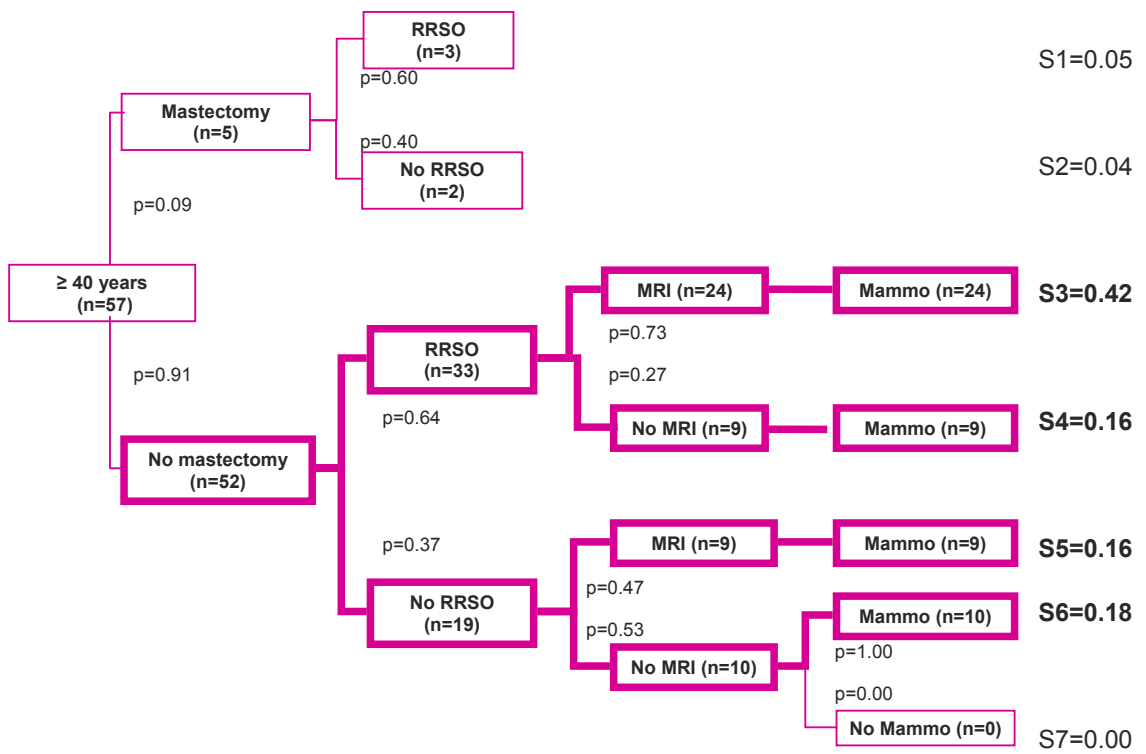 RRSO
(n=3)
S1=0.05
p=0.60
Mastectomy
(n=5)
p=0.40
No RRSO
(n=2)
S2=0.04
p=0.09
≥ 40 years
(n=57)
MRI (n=24)
Mammo (n=24)
S3=0.42
p=0.73
RRSO
(n=33)
p=0.91
p=0.27
p=0.64
No MRI (n=9)
Mammo (n=9)
S4=0.16
No mastectomy
(n=52)
p=0.37
MRI (n=9)
Mammo (n=9)
S5=0.16
p=0.47
No RRSO
(n=19)
p=0.53
Mammo (n=10)
S6=0.18
p=1.00
No MRI (n=10)
p=0.00
No Mammo (n=0)
S7=0.00